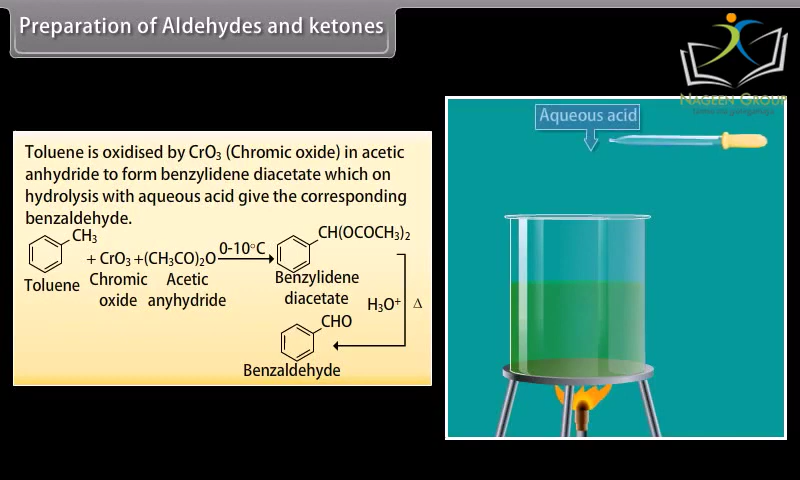 Preparation of Aldehydes and ketones
NAGEEN GROUP
Aqueous acid
Toluene is oxidised by CrO₃ (Chromic oxide) in acetic
anhydride to form benzylidene diacetate which on
hydrolysis with aqueous acid give the corresponding
benzaldehyde.
CH₃
+ CrO₃ +(CH₃CO)₂O
0-10°C
CH(OCOCH₃)₂
Toluene
Chromic
oxide
Acetic
anyhydride
Benzylidene
diacetate
H₃O⁺
Δ
CHO
Benzaldehyde